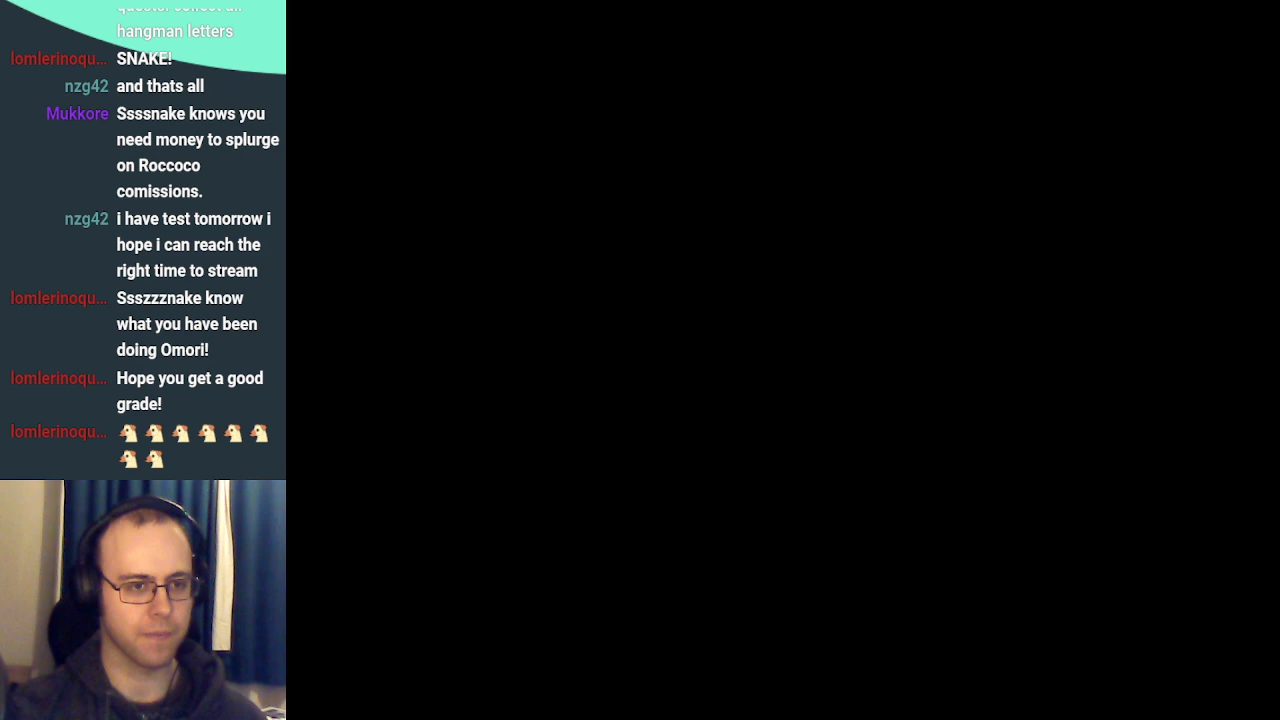 hangman letters
lomlerinoqu... SNAKE!
nzg42 and thats all
Mukkore Ssssnake knows you
need money to splurge
on Roccoco
comissions.
nzg42 i have test tomorrow i
hope i can reach the
right time to stream
lomlerinoqu... Ssszzznake know
what you have been
doing Omori!
lomlerinoqu... Hope you get a good
grade!
lomlerinoqu...